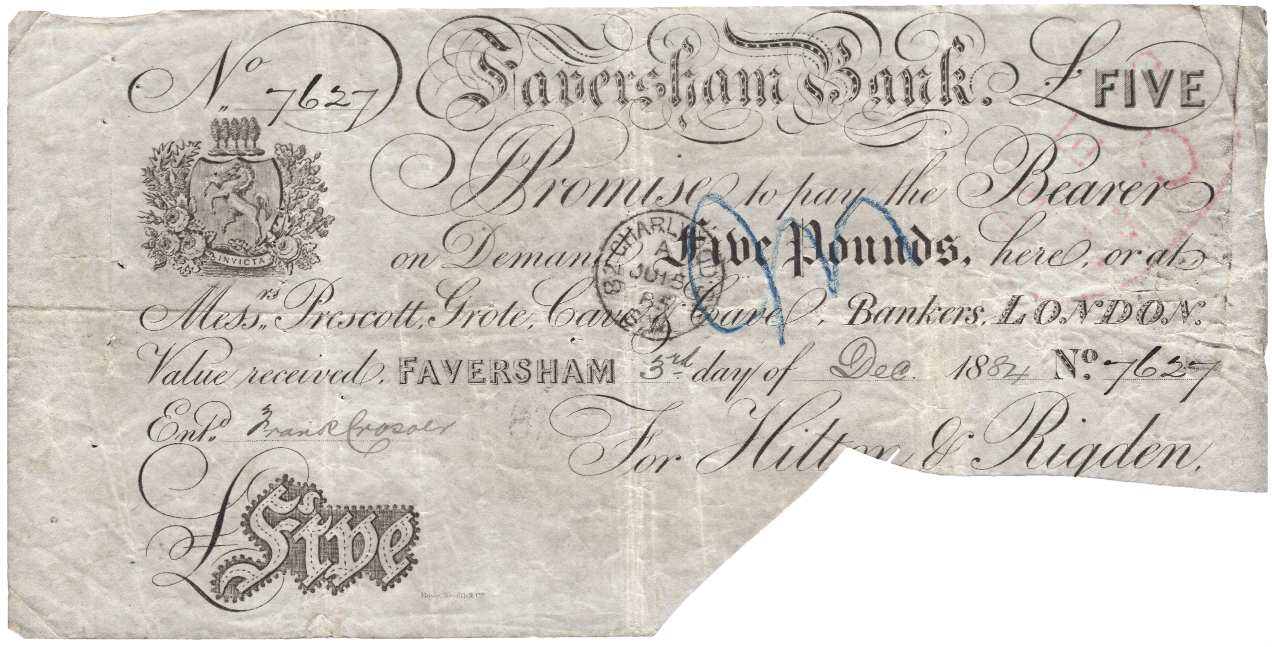 No 7627
Faversham Bank. £FIVE
I Promise to pay the Bearer
on Demand Five Pounds, here, or at
Messrs. Prescott, Grote, Cave & Cave, Bankers, LONDON.
Value received, FAVERSHAM 3rd day of Dec. 1884 No. 7627
Entd. Frank
For Hilton & Rigden,
£Five
INVICTA
CHARING